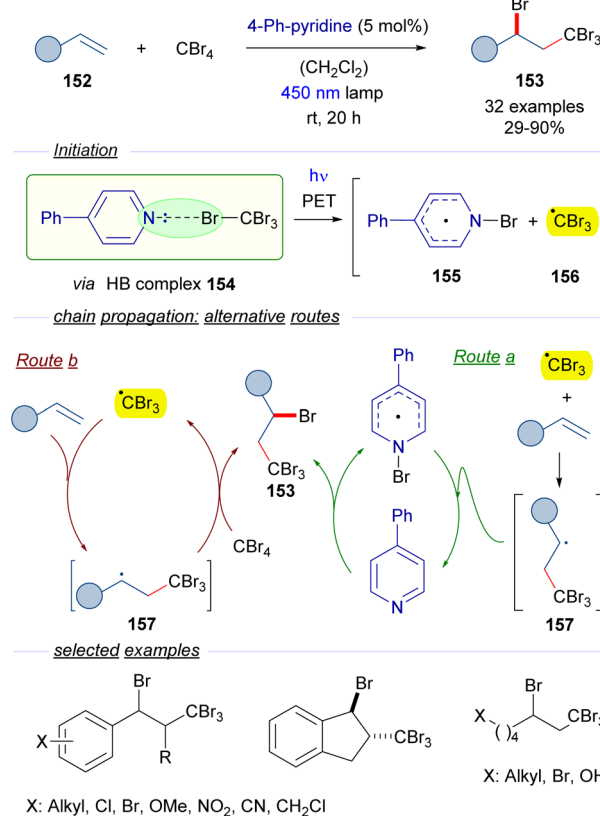 Br
4-Ph-pyridine (5 mol%)
+ CBr4 CBr3
(CH2Cl2)
152 153
450 nm lamp
32 examples
rt, 20 h
29-90%
Initiation
hν
Ph N: Br CBr3 PET Ph N Br + •CBr3
via HB complex 154 155 156
chain propagation: alternative routes
Route b Ph Route a •CBr3
•CBr3 Br +
N
CBr3 Br
153
Ph
CBr4
CBr3
N CBr3
157 157
selected examples
Br Br Br
CBr3 CBr3
X CBr3 X ( )4
R
X: Alkyl, Br, OH
X: Alkyl, Cl, Br, OMe, NO2, CN, CH2Cl